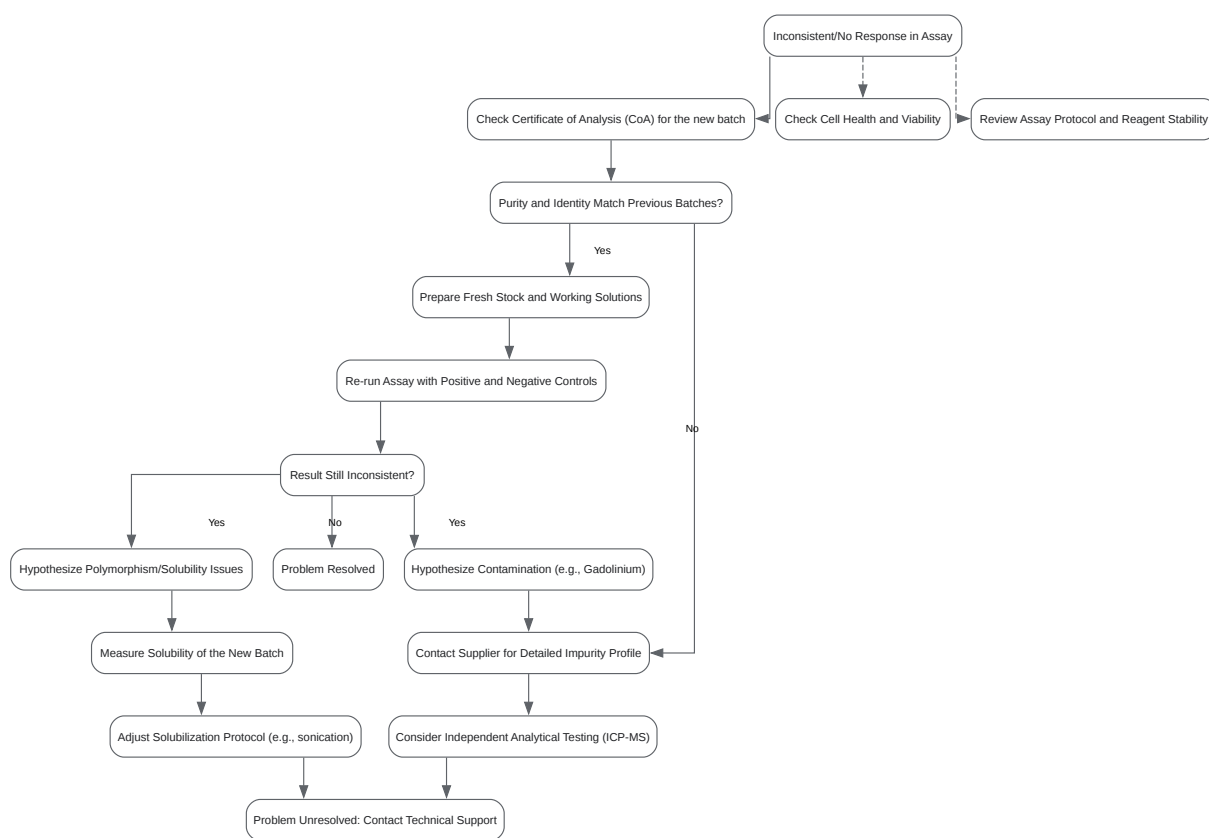 Inconsistent/No Response in Assay
Check Certificate of Analysis (CoA) for the new batch
Check Cell Health and Viability
Review Assay Protocol and Reagent Stability
Purity and Identity Match Previous Batches?
Yes
Prepare Fresh Stock and Working Solutions
Re-run Assay with Positive and Negative Controls
No
Result Still Inconsistent?
Yes
No
Yes
Hypothesize Polymorphism/Solubility Issues
Problem Resolved
Hypothesize Contamination (e.g., Gadolinium)
Measure Solubility of the New Batch
Contact Supplier for Detailed Impurity Profile
Adjust Solubilization Protocol (e.g., sonication)
Consider Independent Analytical Testing (ICP-MS)
Problem Unresolved: Contact Technical Support